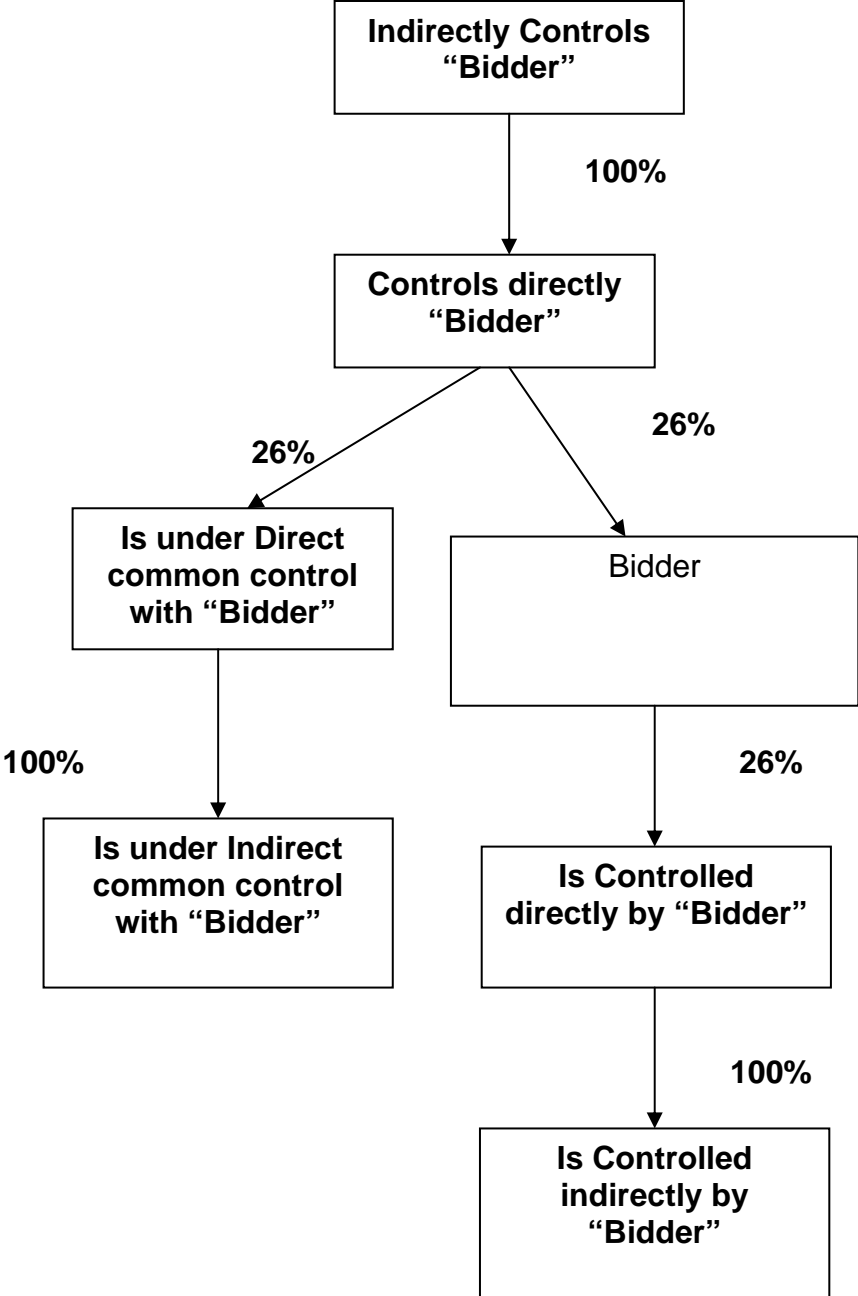 Indirectly Controls
“Bidder”
100%
Controls directly
“Bidder”
26%
26%
Is under Direct
common control
with “Bidder”
Bidder
100%
26%
Is under Indirect
common control
with “Bidder”
Is Controlled
directly by “Bidder”
100%
Is Controlled
indirectly by
“Bidder”